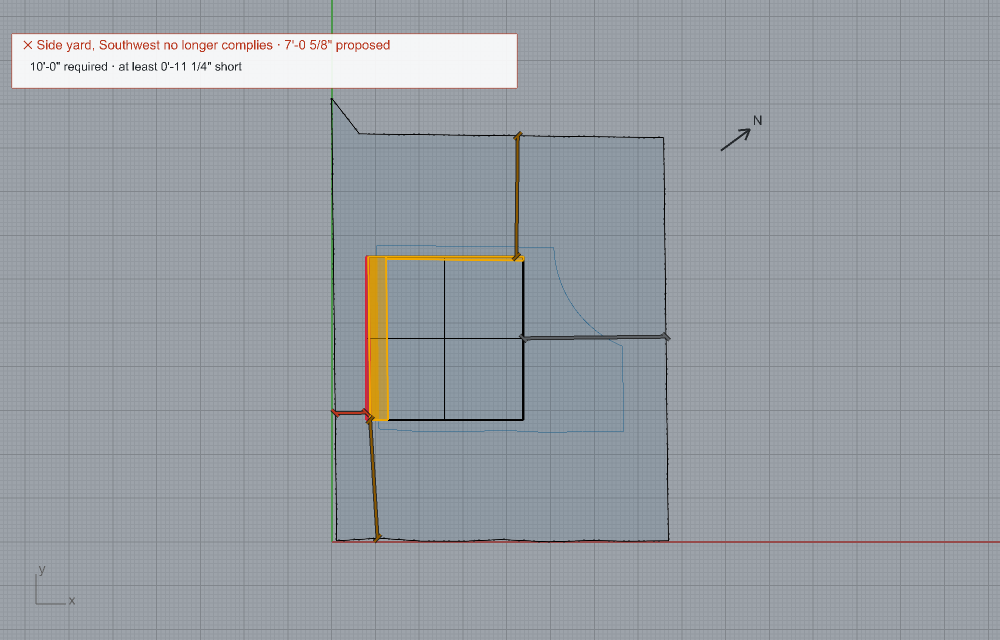 × Side yard, Southwest no longer complies · 7'-0 5/8" proposed
10'-0" required · at least 0'-11 1/4" short
N
y
x